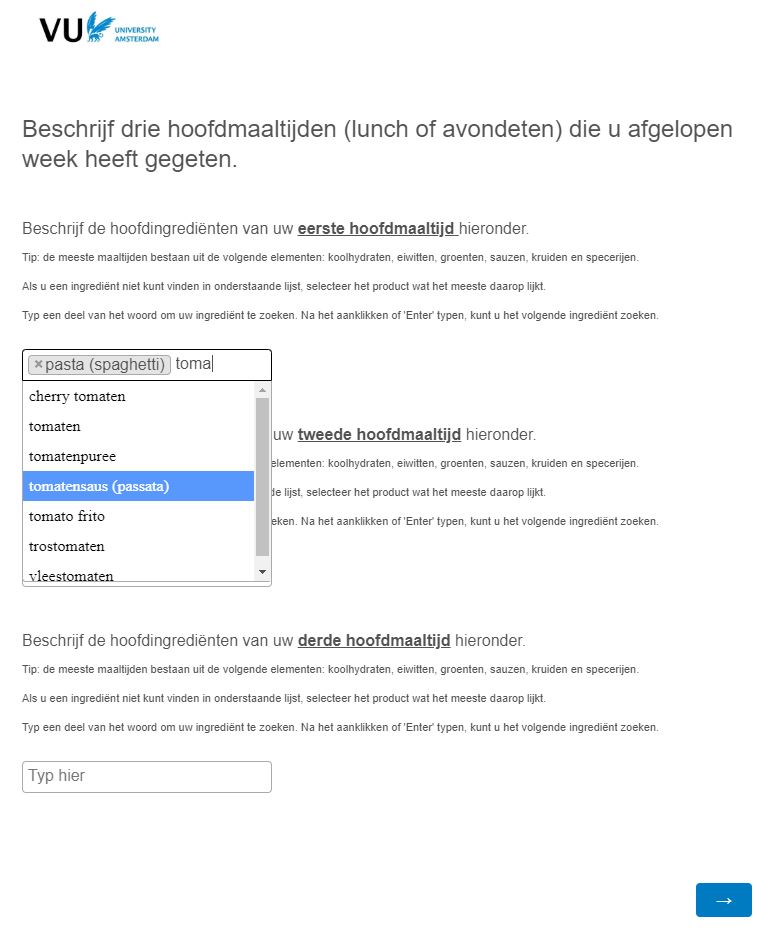 VU UNIVERSITY
AMSTERDAM
Beschrijf drie hoofdmaaltijden (lunch of avondeten) die u afgelopen
week heeft gegeten.
Beschrijf de hoofdingrediënten van uw eerste hoofdmaaltijd hieronder.
Tip: de meeste maaltijden bestaan uit de volgende elementen: koolhydraten, eiwitten, groenten, sauzen, kruiden en specerijen.
Als u een ingrediënt niet kunt vinden in onderstaande lijst, selecteer het product wat het meeste daarop lijkt.
Typ een deel van het woord om uw ingrediënt te zoeken. Na het aanklikken of 'Enter' typen, kunt u het volgende ingrediënt zoeken.
×pasta (spaghetti) toma
cherry tomaten
tomaten
tomatenpuree
tomatensaus (passata)
tomato frito
trostomaten
vleestomaten
uw tweede hoofdmaaltijd hieronder.
elementen: koolhydraten, eiwitten, groenten, sauzen, kruiden en specerijen.
de lijst, selecteer het product wat het meeste daarop lijkt.
eken. Na het aanklikken of 'Enter' typen, kunt u het volgende ingrediënt zoeken.
Beschrijf de hoofdingrediënten van uw derde hoofdmaaltijd hieronder.
Tip: de meeste maaltijden bestaan uit de volgende elementen: koolhydraten, eiwitten, groenten, sauzen, kruiden en specerijen.
Als u een ingrediënt niet kunt vinden in onderstaande lijst, selecteer het product wat het meeste daarop lijkt.
Typ een deel van het woord om uw ingrediënt te zoeken. Na het aanklikken of 'Enter' typen, kunt u het volgende ingrediënt zoeken.
Typ hier
→